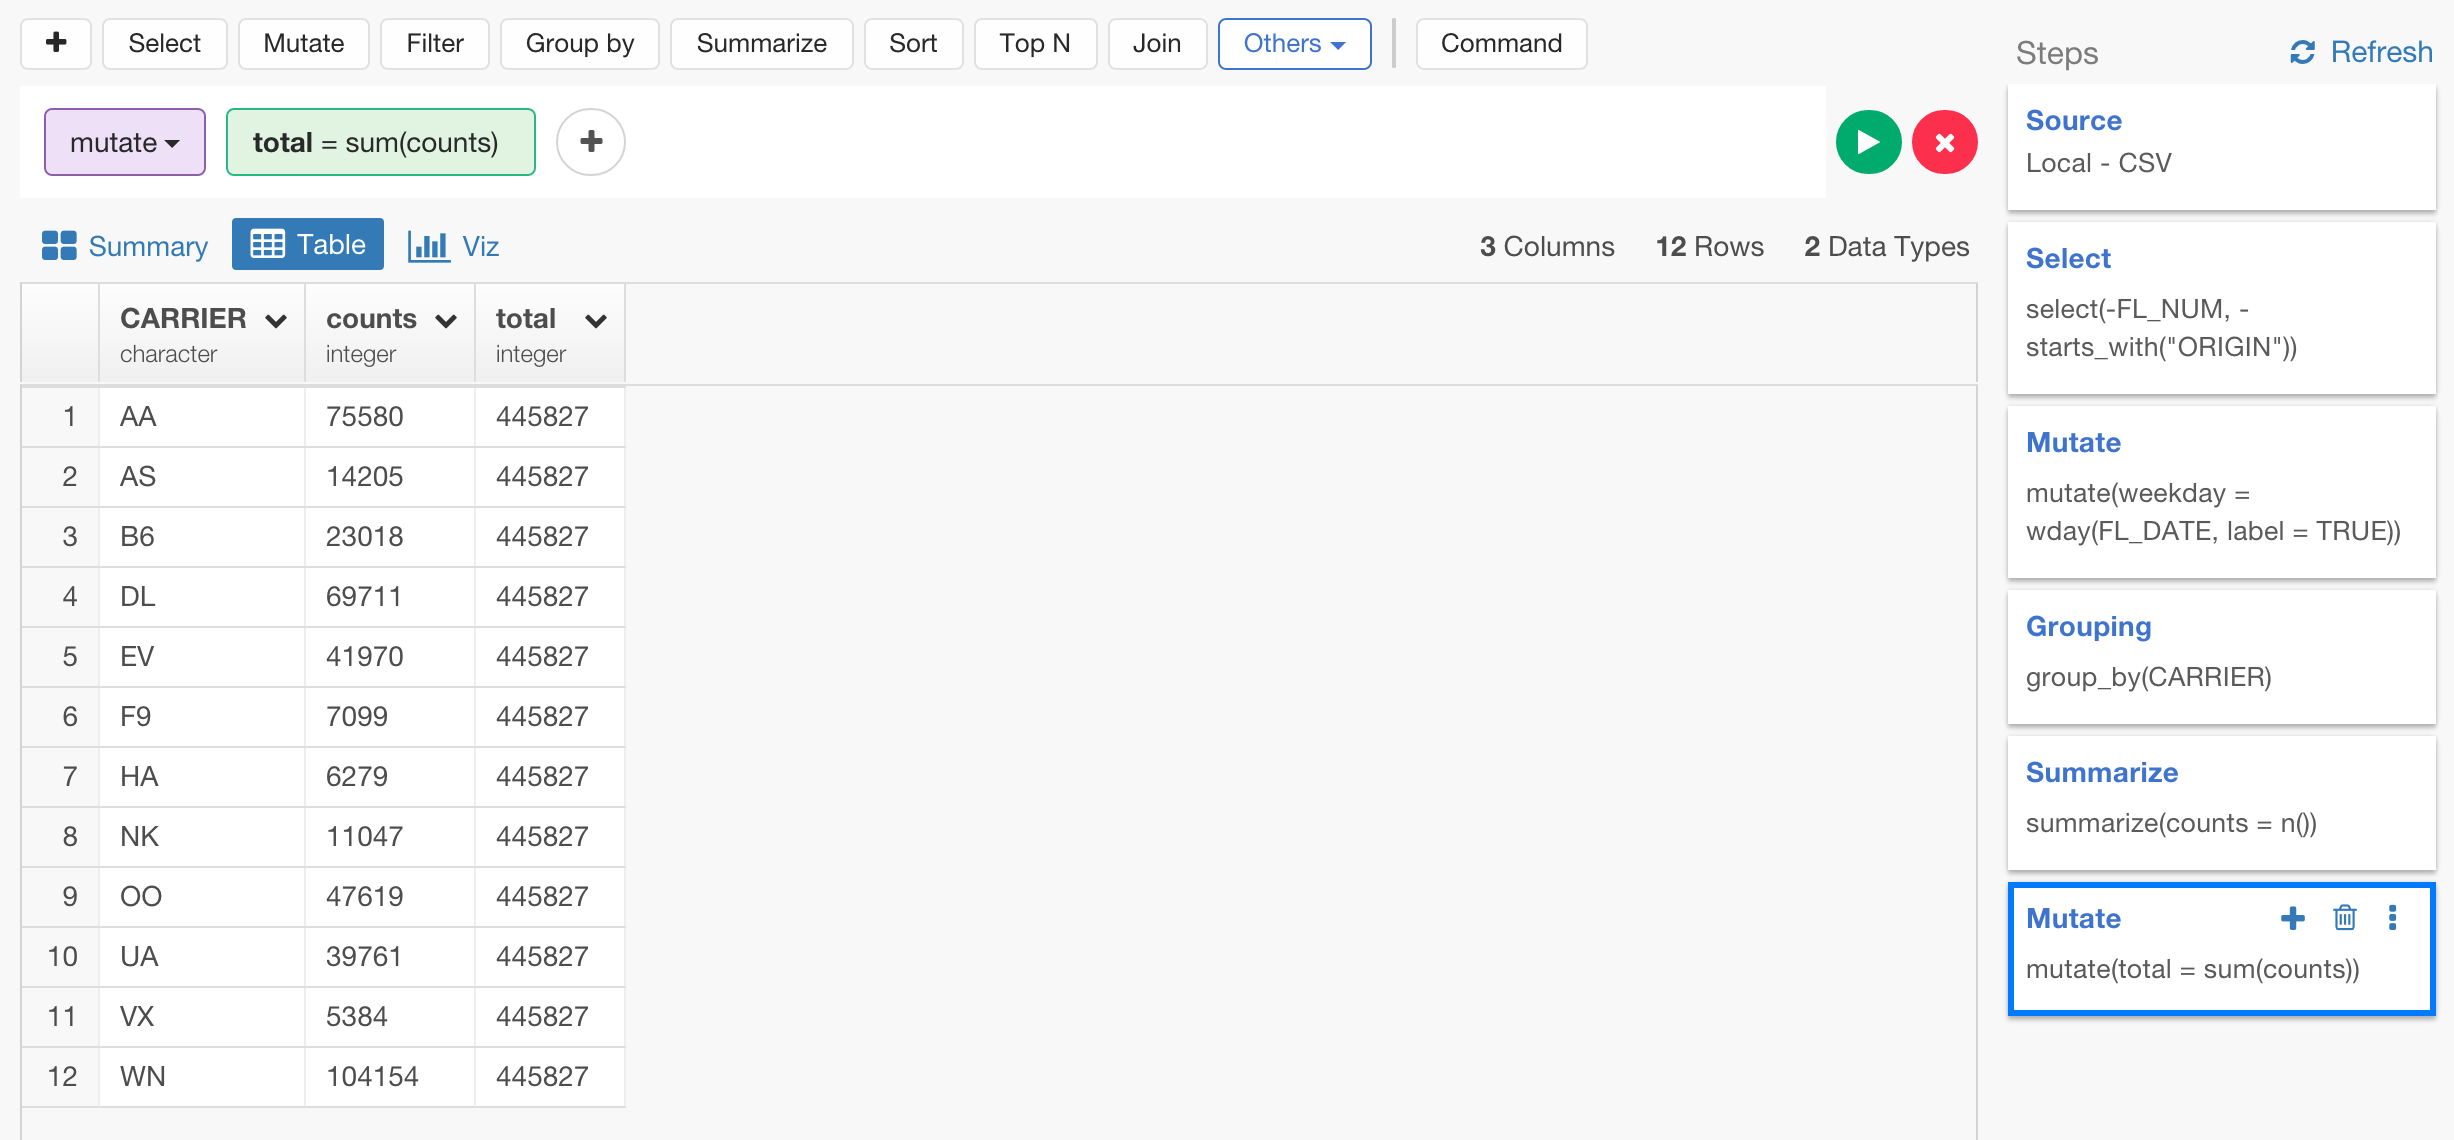 Select Mutate Filter Group by Summarize Sort Top N Join Others Command
mutate total = sum(counts)
Summary Table Viz 3 Columns 12 Rows 2 Data Types
CARRIER counts total
character integer integer
1 AA 75580 445827
2 AS 14205 445827
3 B6 23018 445827
4 DL 69711 445827
5 EV 41970 445827
6 F9 7099 445827
7 HA 6279 445827
8 NK 11047 445827
9 OO 47619 445827
10 UA 39761 445827
11 VX 5384 445827
12 WN 104154 445827
Steps Refresh
Source
Local - CSV
Select
select(-FL_NUM, -
starts_with("ORIGIN"))
Mutate
mutate(weekday =
wday(FL_DATE, label = TRUE))
Grouping
group_by(CARRIER)
Summarize
summarize(counts = n())
Mutate
mutate(total = sum(counts))